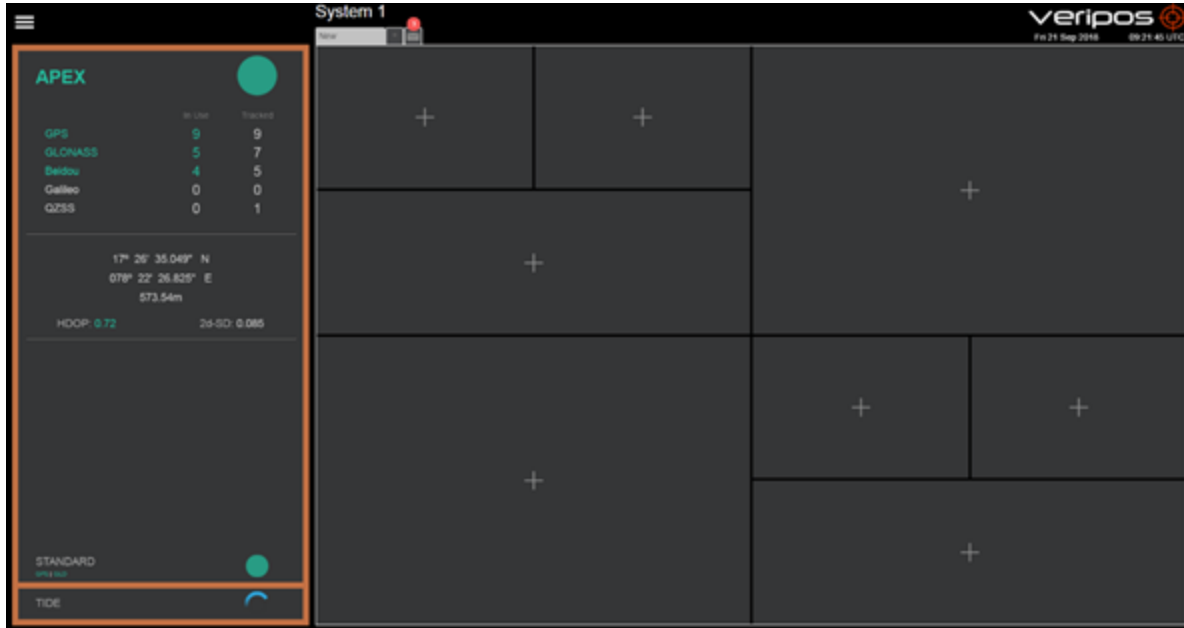 System 1
veripos
New
Fri 21 Sep 2018 09:21:45 UTC
APEX
In Use Tracked
GPS 9 9
GLONASS 5 7
Beidou 4 5
Galileo 0 0
QZSS 0 1
17° 26' 35.049" N
078° 22' 26.825" E
573.54m
HDOP: 0.72 2d-SD: 0.085
STANDARD
GPS | GLO
TIDE